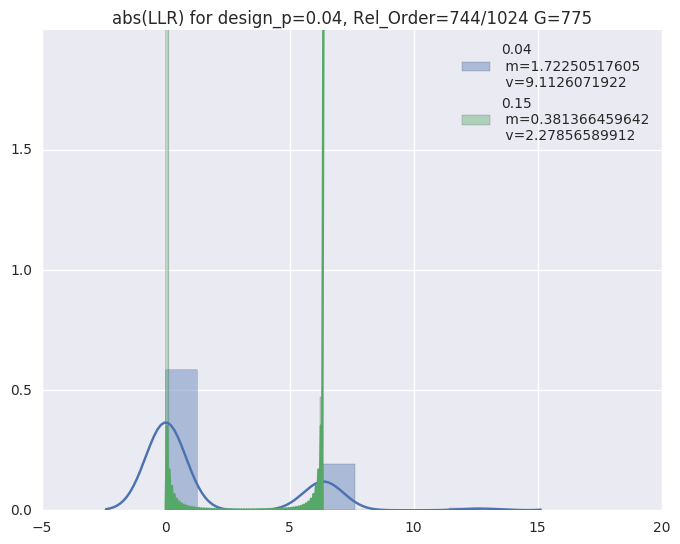 abs(LLR) for design_p=0.04, Rel_Order=744/1024 G=775
0.04
m=1.72250517605
v=9.1126071922
0.15
m=0.381366459642
v=2.27856589912
1.5
1.0
0.5
0.0
−5
0
5
10
15
20